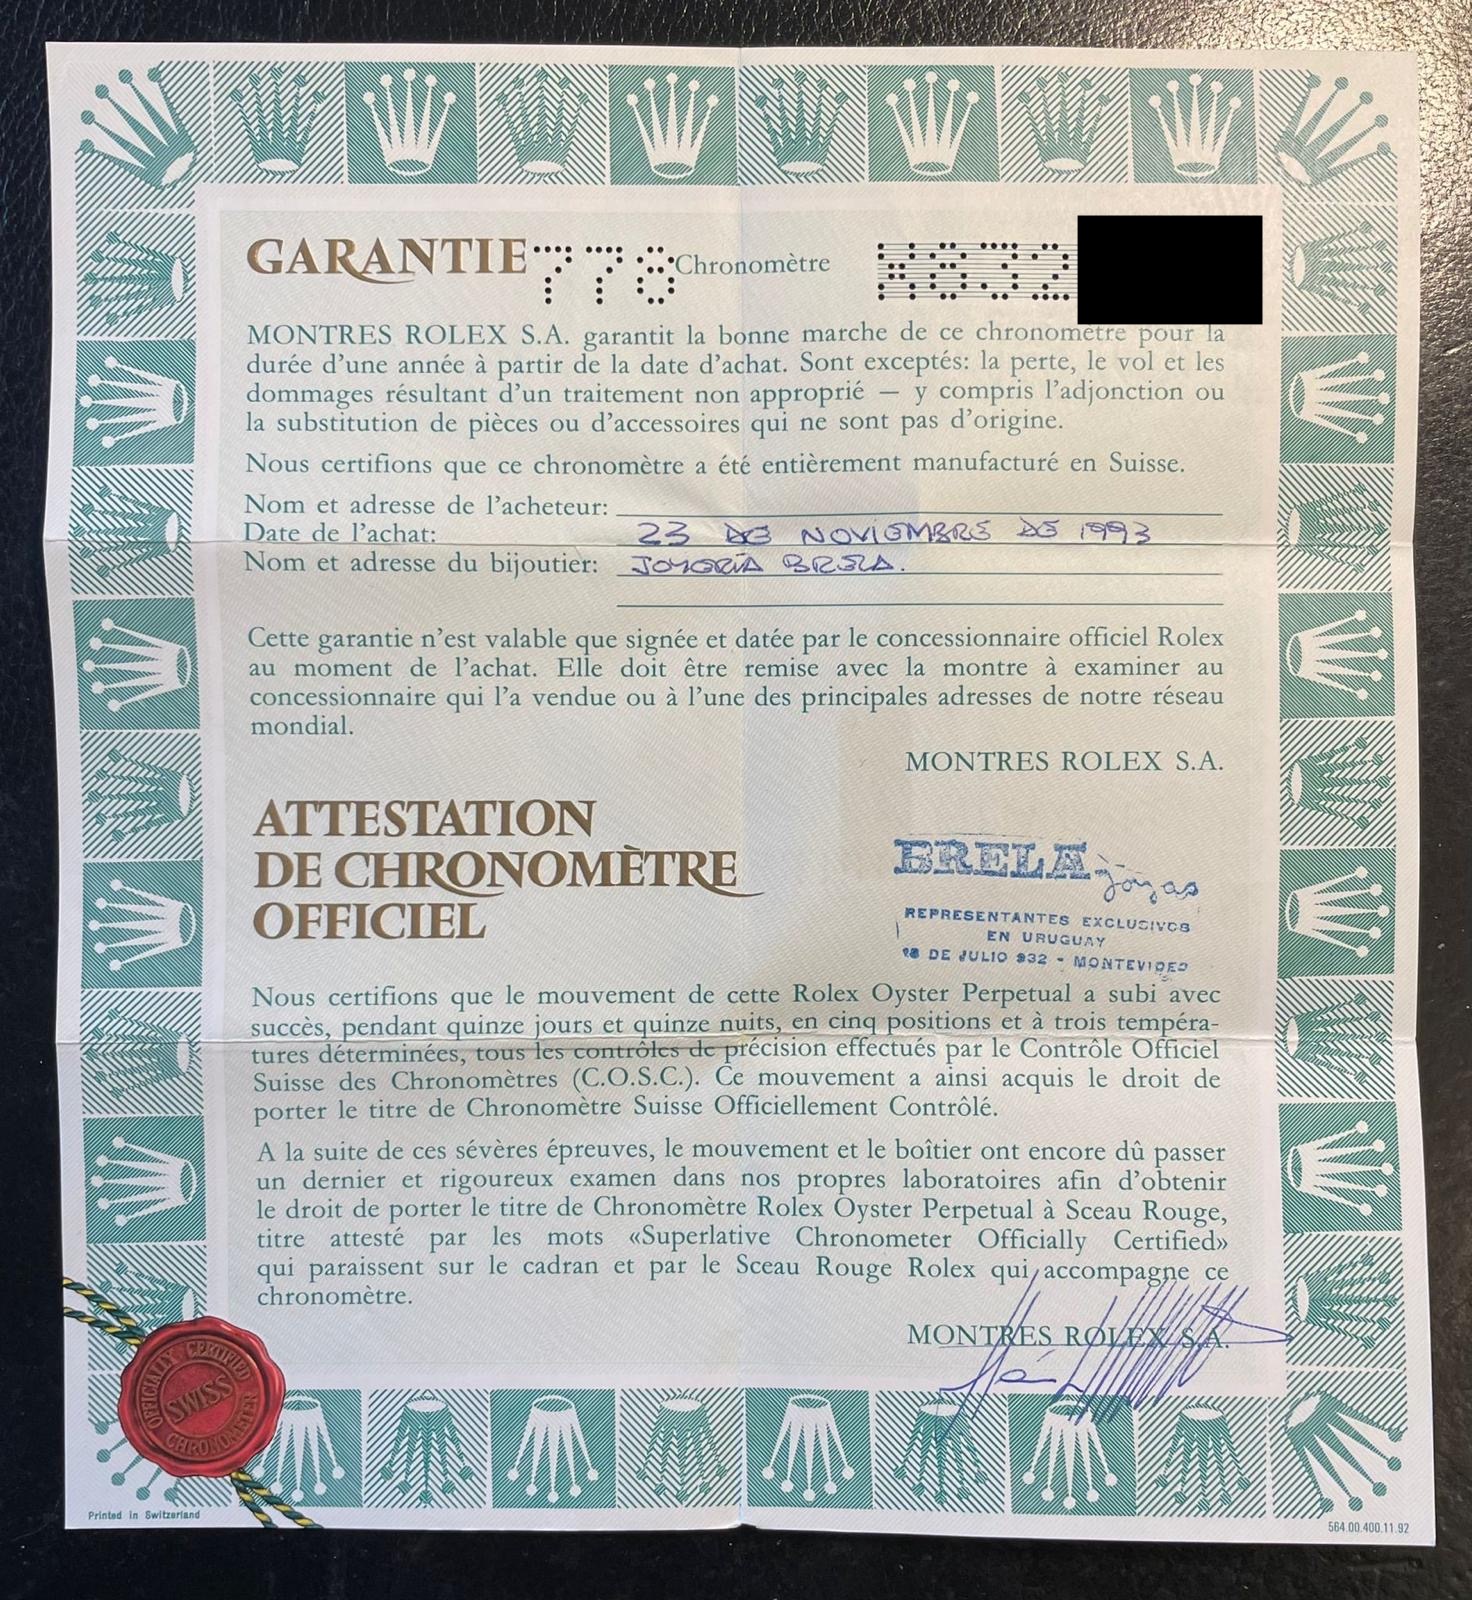 GARANTIE 778 Chronomètre
MONTRES ROLEX S.A. garantit la bonne marche de ce chronomètre pour la
durée d'une année à partir de la date d'achat. Sont exceptés: la perte, le vol et les
dommages résultant d'un traitement non approprié — y compris l'adjonction ou
la substitution de pièces ou d'accessoires qui ne sont pas d'origine.
Nous certifions que ce chronomètre a été entièrement manufacturé en Suisse.
Nom et adresse de l'acheteur:
Date de l'achat: 23 DE NOVIEMBRE DE 1993
Nom et adresse du bijoutier: JOYERÍA BRELA.
Cette garantie n'est valable que signée et datée par le concessionnaire officiel Rolex
au moment de l'achat. Elle doit être remise avec la montre à examiner au
concessionnaire qui l'a vendue ou à l'une des principales adresses de notre réseau
mondial.
MONTRES ROLEX S.A.
ATTESTATION
DE CHRONOMÈTRE
OFFICIEL
BRELA joyas
REPRESENTANTES EXCLUSIVOS
EN URUGUAY
18 DE JULIO 932 - MONTEVIDEO
Nous certifions que le mouvement de cette Rolex Oyster Perpetual a subi avec
succès, pendant quinze jours et quinze nuits, en cinq positions et à trois tempéra-
tures déterminées, tous les contrôles de précision effectués par le Contrôle Officiel
Suisse des Chronomètres (C.O.S.C.). Ce mouvement a ainsi acquis le droit de
porter le titre de Chronomètre Suisse Officiellement Contrôlé.
A la suite de ces sévères épreuves, le mouvement et le boîtier ont encore dû passer
un dernier et rigoureux examen dans nos propres laboratoires afin d'obtenir
le droit de porter le titre de Chronomètre Rolex Oyster Perpetual à Sceau Rouge,
titre attesté par les mots «Superlative Chronometer Officially Certified»
qui paraissent sur le cadran et par le Sceau Rouge Rolex qui accompagne ce
chronomètre.
MONTRES ROLEX S.A.
OFFICIALLY CERTIFIED
SWISS
CHRONOMETER
Printed in Switzerland
564.00.400.11.92